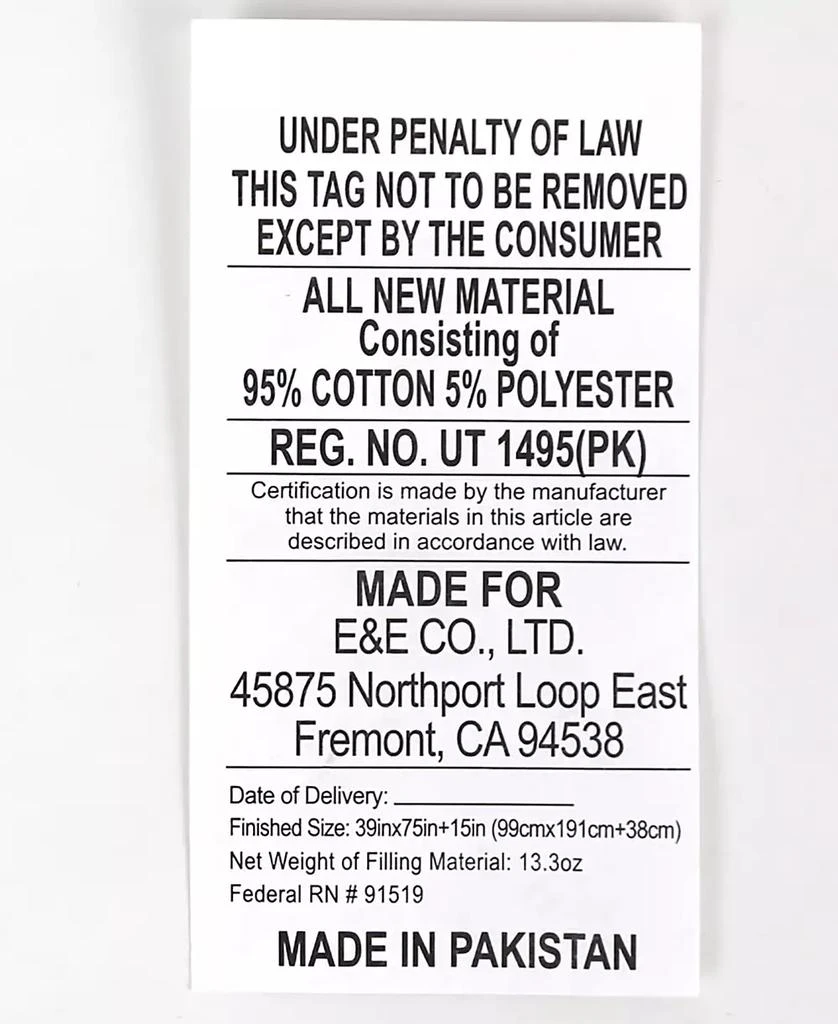 UNDER PENALTY OF LAW
THIS TAG NOT TO BE REMOVED
EXCEPT BY THE CONSUMER
ALL NEW MATERIAL
Consisting of
95% COTTON 5% POLYESTER
REG. NO. UT 1495(PK)
Certification is made by the manufacturer
that the materials in this article are
described in accordance with law.
MADE FOR
E&E CO., LTD.
45875 Northport Loop East
Fremont, CA 94538
Date of Delivery: _______________
Finished Size: 39inx75in+15in (99cmx191cm+38cm)
Net Weight of Filling Material: 13.3oz
Federal RN # 91519
MADE IN PAKISTAN